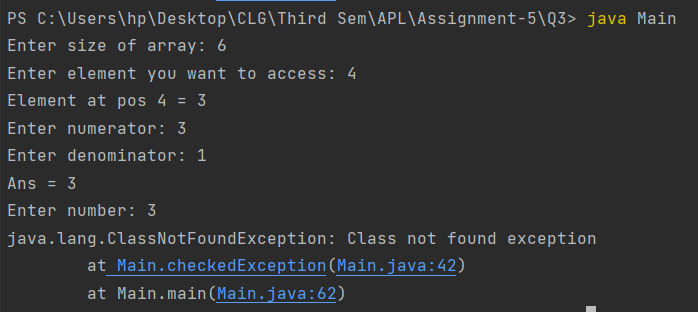 PS C:\Users\hp\Desktop\CLG\Third Sem\APL\Assignment-5\Q3> java Main
Enter size of array: 6
Enter element you want to access: 4
Element at pos 4 = 3
Enter numerator: 3
Enter denominator: 1
Ans = 3
Enter number: 3
java.lang.ClassNotFoundException: Class not found exception
        at Main.checkedException(Main.java:42)
        at Main.main(Main.java:62)